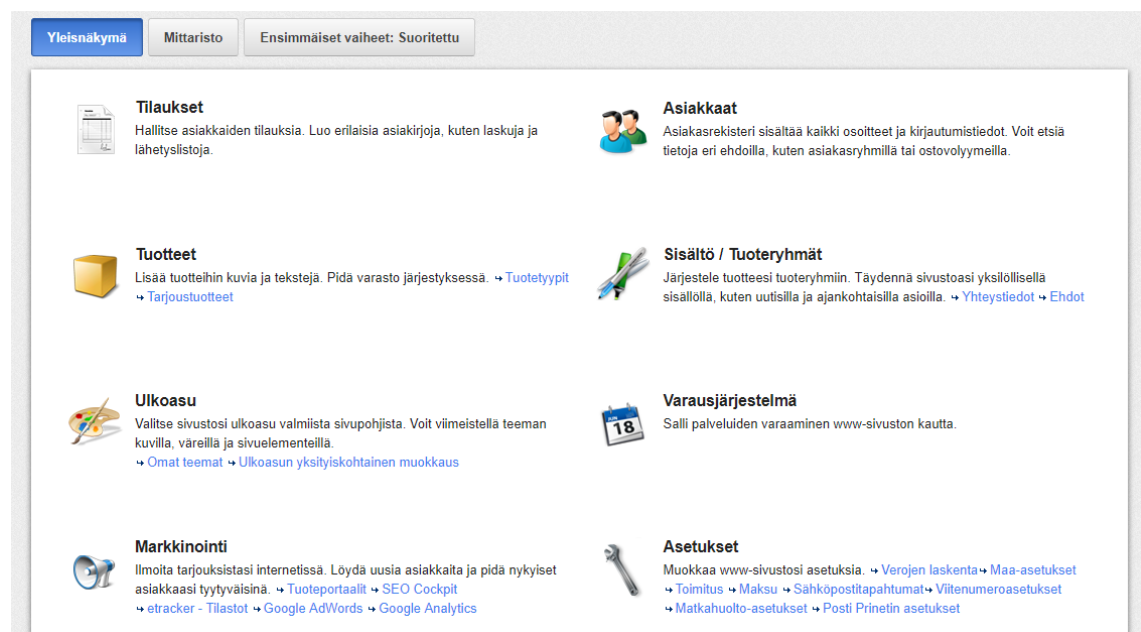 Yleisnäkymä Mittaristo Ensimmäiset vaiheet: Suoritettu
Tilaukset
Hallitse asiakkaiden tilauksia. Luo erilaisia asiakirjoja, kuten laskuja ja
lähetyslistoja.
Asiakkaat
Asiakasrekisteri sisältää kaikki osoitteet ja kirjautumistiedot. Voit etsiä
tietoja eri ehdoilla, kuten asiakasryhmillä tai ostovolyymeilla.
Tuotteet
Lisää tuotteihin kuvia ja tekstejä. Pidä varasto järjestyksessä. ↪ Tuotetyypit
↪ Tarjoustuotteet
Sisältö / Tuoteryhmät
Järjestele tuotteesi tuoteryhmiin. Täydennä sivustoasi yksilöllisellä
sisällöllä, kuten uutisilla ja ajankohtaisilla asioilla. ↪ Yhteystiedot ↪ Ehdot
Ulkoasu
Valitse sivustosi ulkoasu valmiista sivupohjista. Voit viimeistellä teeman
kuvilla, väreillä ja sivuelementeillä.
↪ Omat teemat ↪ Ulkoasun yksityiskohtainen muokkaus
18
Varausjärjestelmä
Salli palveluiden varaaminen www-sivuston kautta.
Markkinointi
Ilmoita tarjouksistasi internetissä. Löydä uusia asiakkaita ja pidä nykyiset
asiakkaasi tyytyväisinä. ↪ Tuoteportaalit ↪ SEO Cockpit
↪ etracker - Tilastot ↪ Google AdWords ↪ Google Analytics
Asetukset
Muokkaa www-sivustosi asetuksia. ↪ Verojen laskenta ↪ Maa-asetukset
↪ Toimitus ↪ Maksu ↪ Sähköpostitapahtumat ↪ Viitenumeroasetukset
↪ Matkahuolto-asetukset ↪ Posti Prinetin asetukset